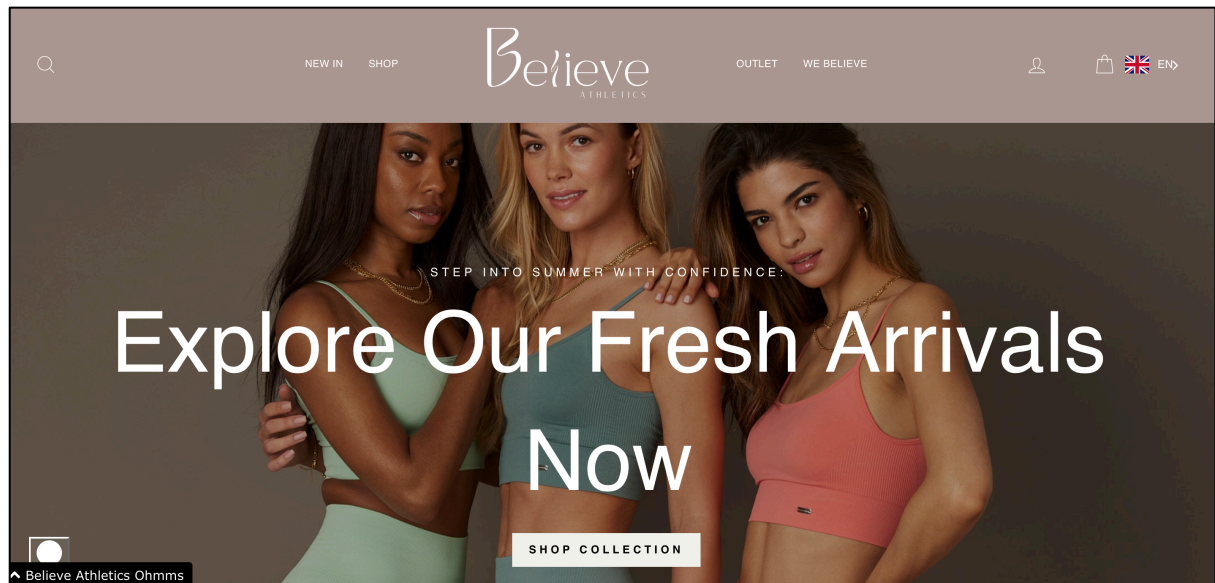 NEW IN SHOP Believe OUTLET WE BELIEVE EN
ATHLETICS
STEP INTO SUMMER WITH CONFIDENCE:
Explore Our Fresh Arrivals
Now
SHOP COLLECTION
Believe Athletics Ohmms